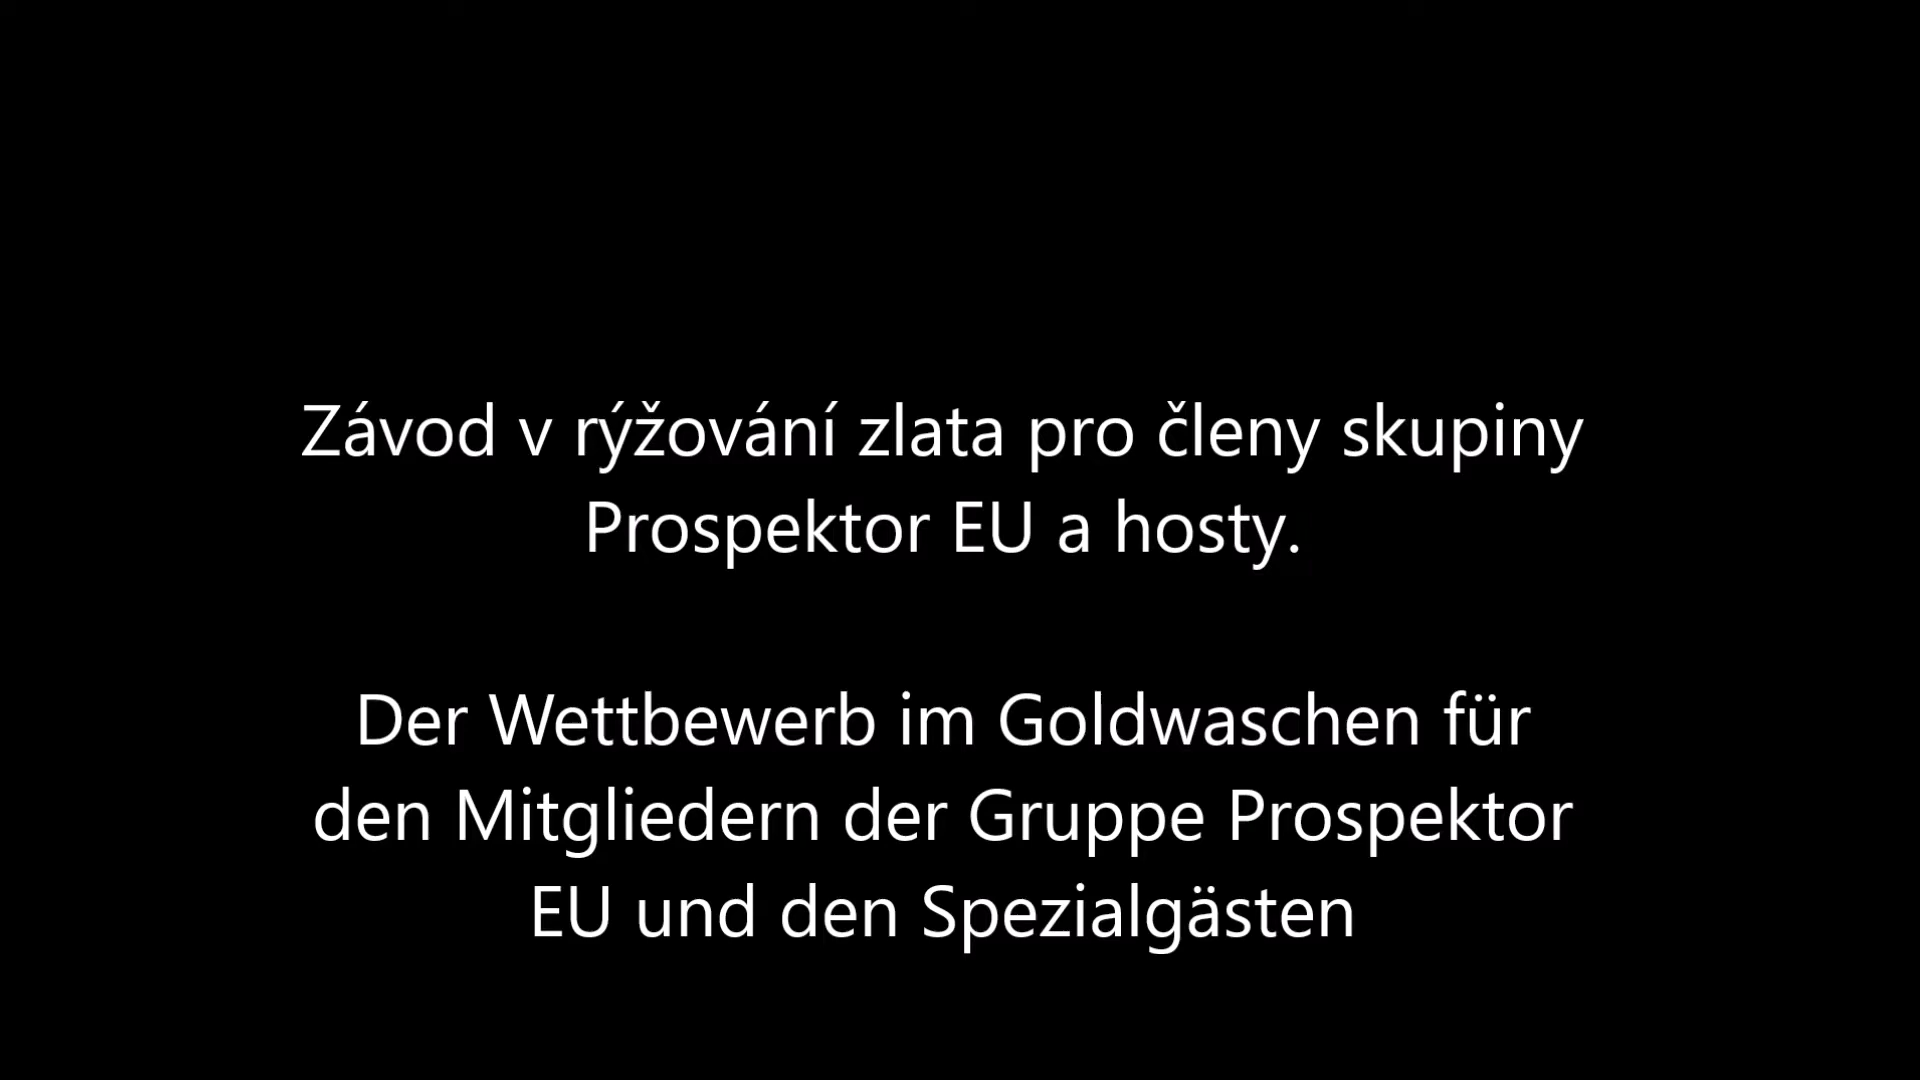 Závod v rýžování zlata pro členy skupiny
Prospektor EU a hosty.
Der Wettbewerb im Goldwaschen für
den Mitgliedern der Gruppe Prospektor
EU und den Spezialgästen